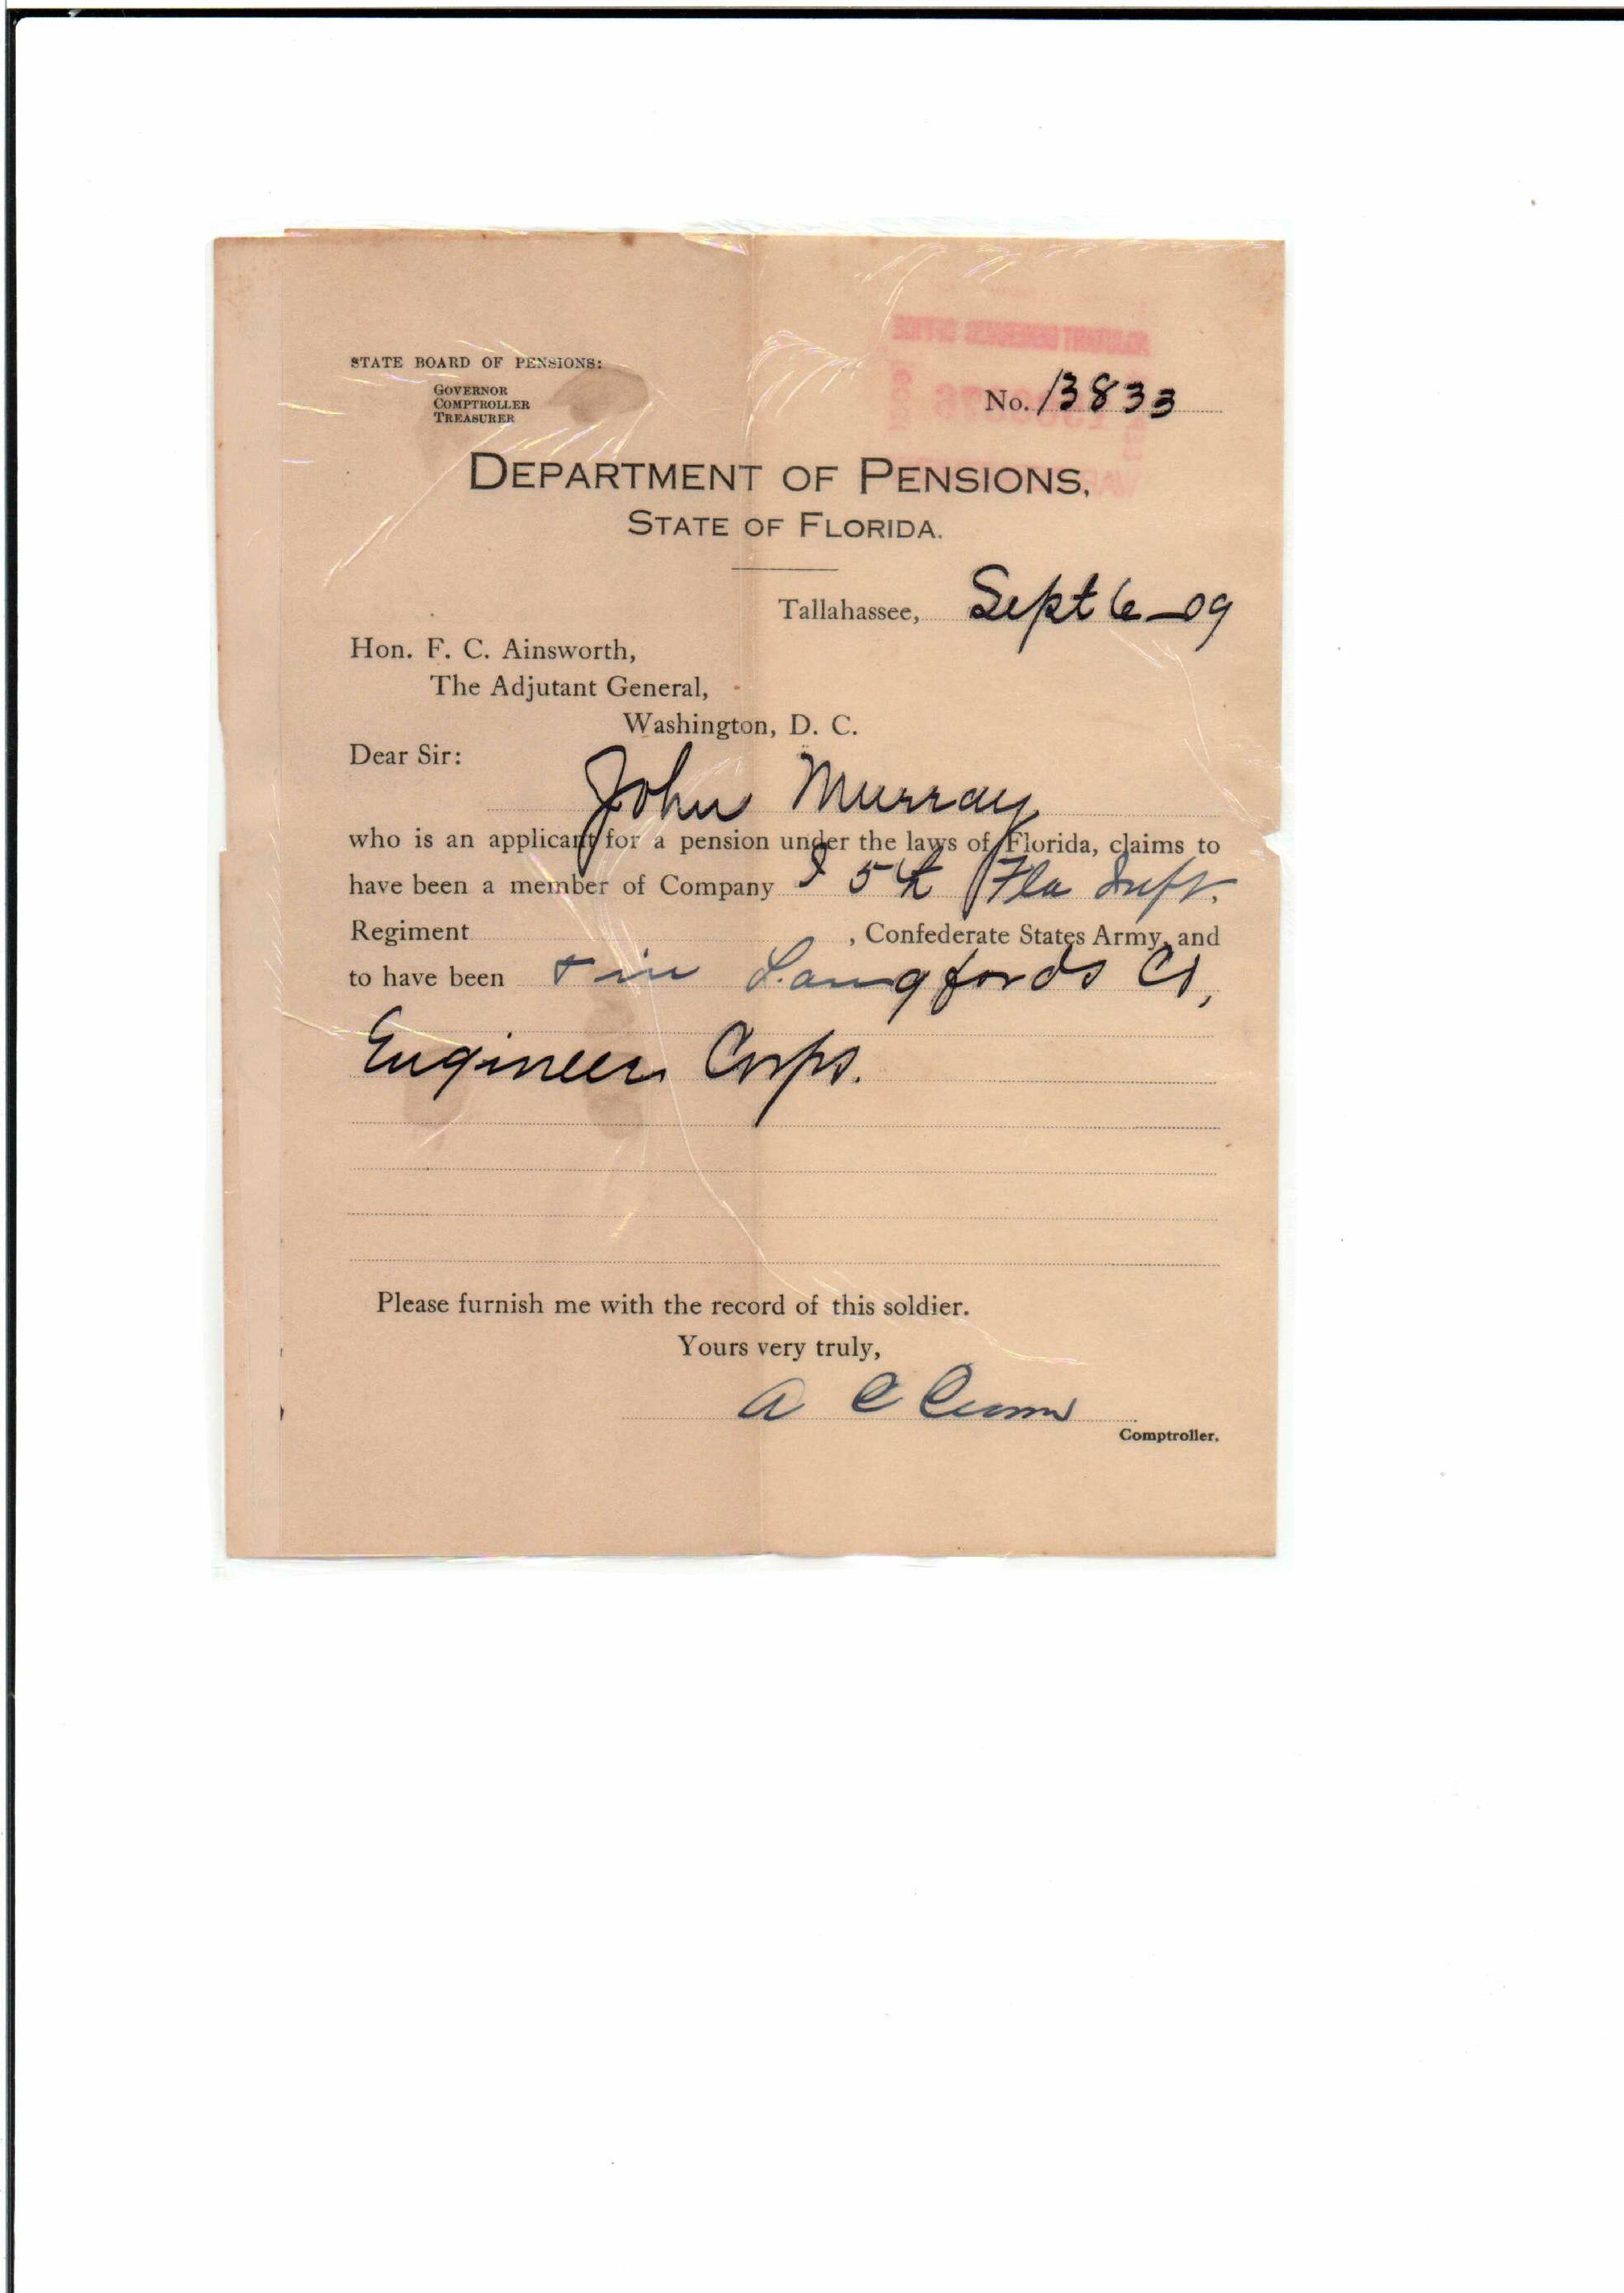 STATE BOARD OF PENSIONS:
GOVERNOR
COMPTROLLER
TREASURER
No. 13833
DEPARTMENT OF PENSIONS,
STATE OF FLORIDA.
Tallahassee, Sept 6-09
Hon. F. C. Ainsworth,
The Adjutant General,
Washington, D. C.
Dear Sir:
John Murray
who is an applicant for a pension under the laws of Florida, claims to
have been a member of Company I 5th Fla Inft.
Regiment , Confederate States Army, and
to have been + in Langfords Co,
Engineer Corps.
Please furnish me with the record of this soldier.
Yours very truly,
A C Croom
Comptroller.